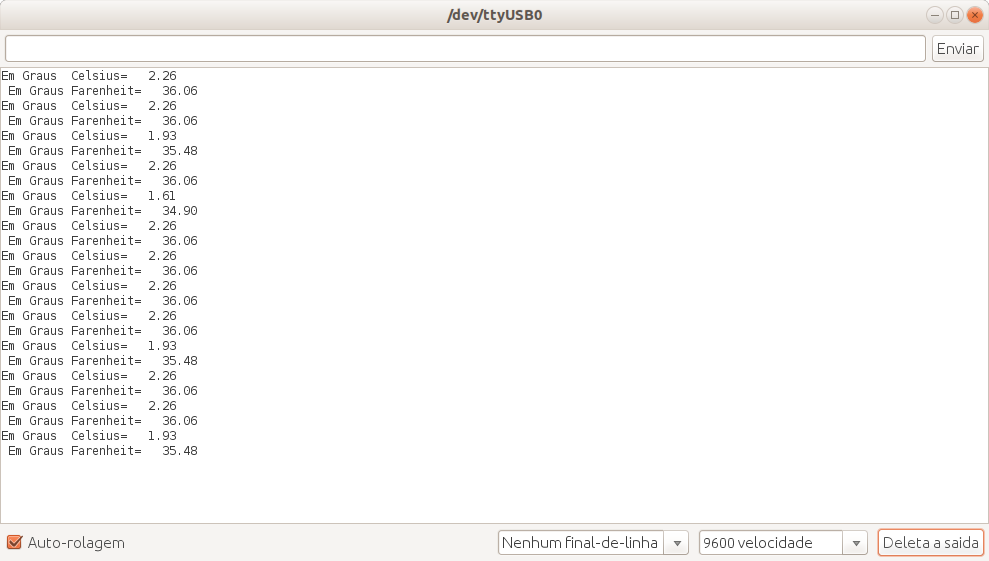 /dev/ttyUSB0
Enviar
Em Graus  Celsius=   2.26
 Em Graus Farenheit=   36.06
Em Graus  Celsius=   2.26
 Em Graus Farenheit=   36.06
Em Graus  Celsius=   1.93
 Em Graus Farenheit=   35.48
Em Graus  Celsius=   2.26
 Em Graus Farenheit=   36.06
Em Graus  Celsius=   1.61
 Em Graus Farenheit=   34.90
Em Graus  Celsius=   2.26
 Em Graus Farenheit=   36.06
Em Graus  Celsius=   2.26
 Em Graus Farenheit=   36.06
Em Graus  Celsius=   2.26
 Em Graus Farenheit=   36.06
Em Graus  Celsius=   2.26
 Em Graus Farenheit=   36.06
Em Graus  Celsius=   1.93
 Em Graus Farenheit=   35.48
Em Graus  Celsius=   2.26
 Em Graus Farenheit=   36.06
Em Graus  Celsius=   2.26
 Em Graus Farenheit=   36.06
Em Graus  Celsius=   1.93
 Em Graus Farenheit=   35.48
Auto-rolagem
Nenhum final-de-linha
9600 velocidade
Deleta a saida